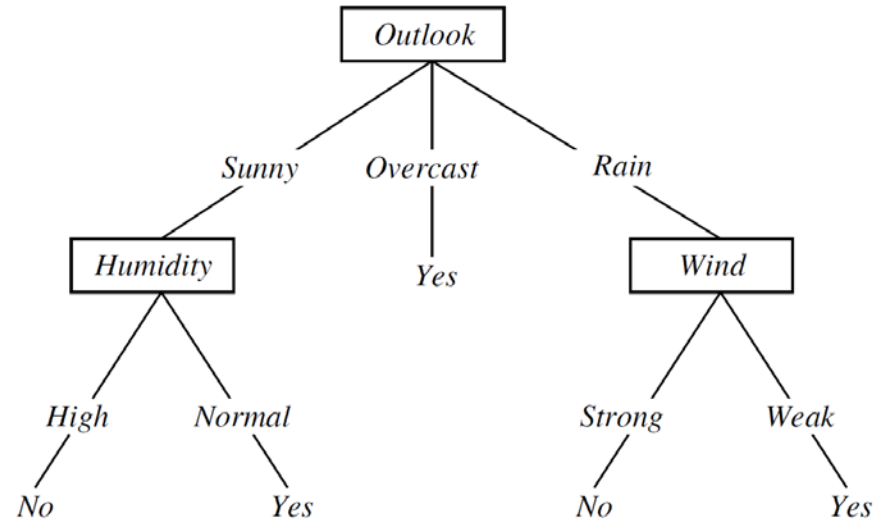 Outlook
Sunny Overcast Rain
Humidity Yes Wind
High Normal Strong Weak
No Yes No Yes